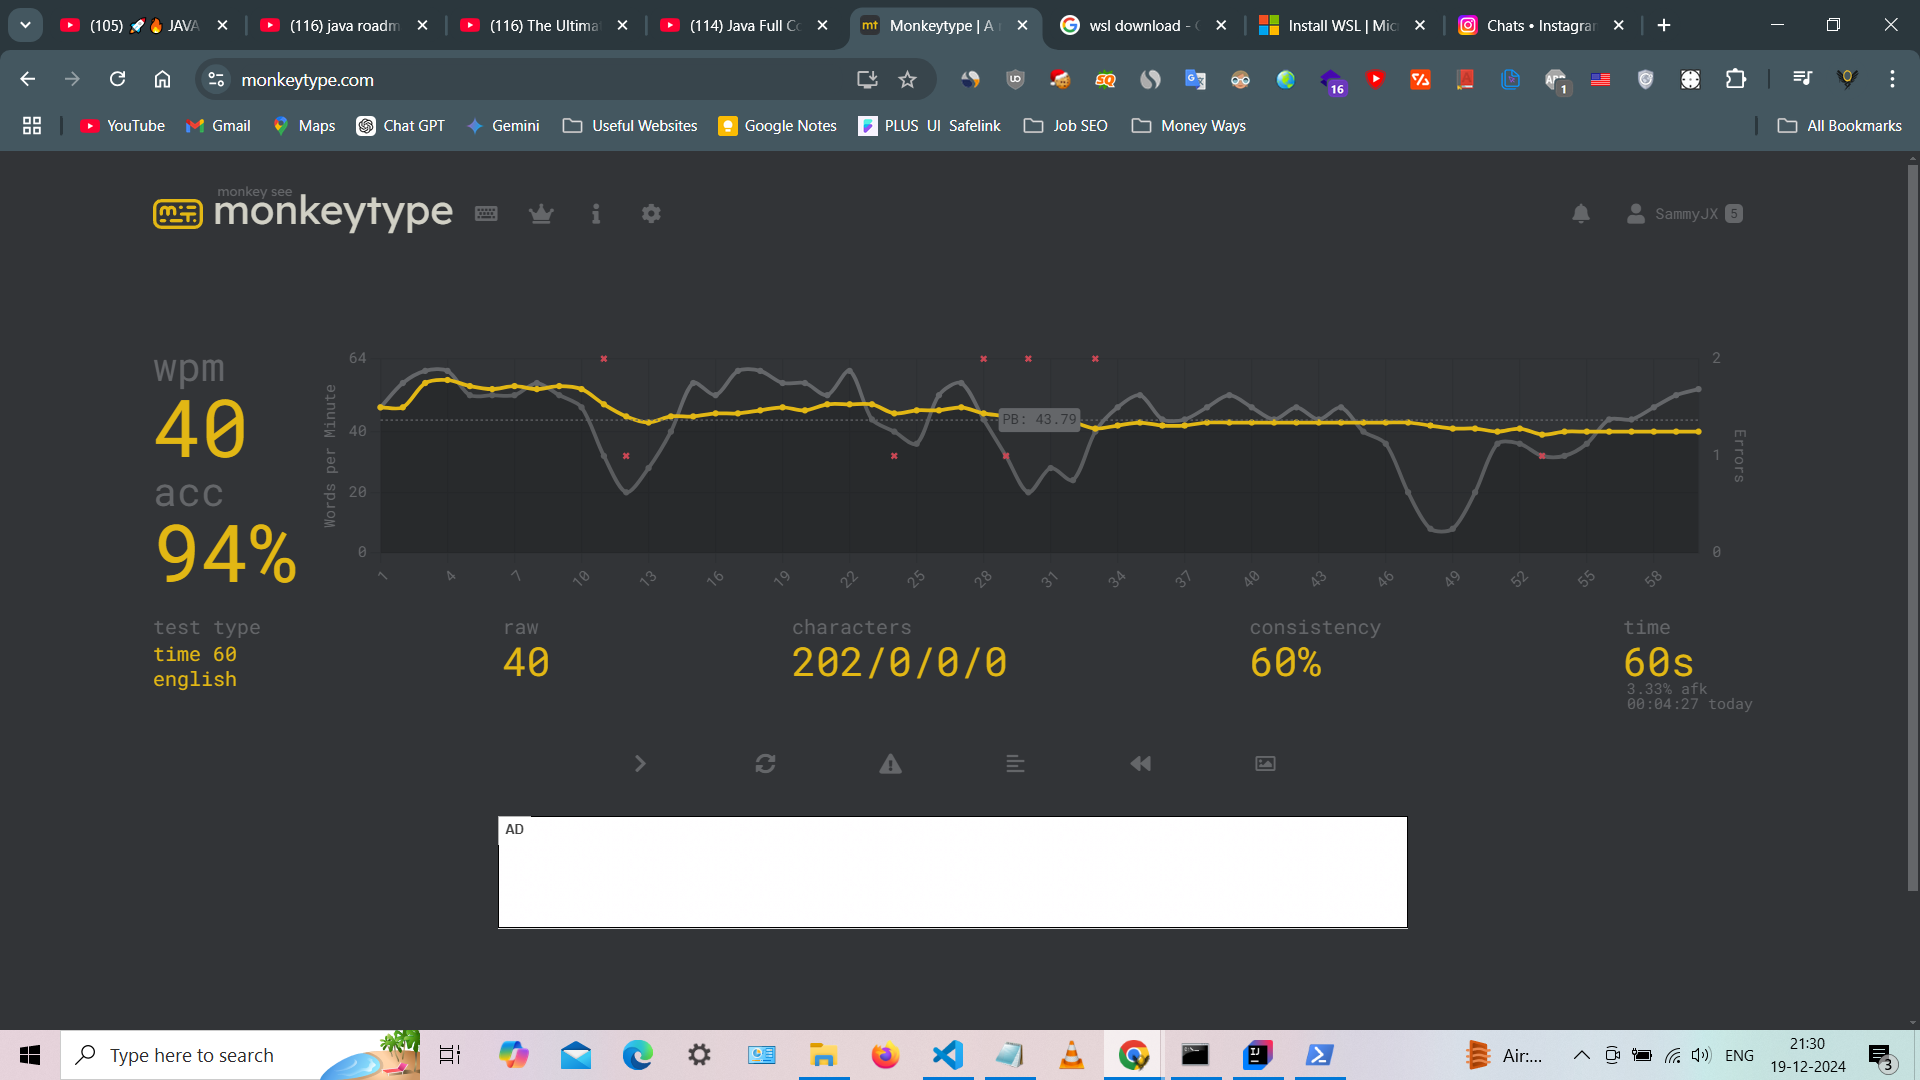 (105) 🚀🔥 JAVA
(116) java roadm
(116) The Ultima
(114) Java Full Co
Monkeytype | A
wsl download -
Install WSL | Mic
Chats • Instagran
monkeytype.com
16
1
YouTube
Gmail
Maps
Chat GPT
Gemini
Useful Websites
Google Notes
PLUS UI Safelink
Job SEO
Money Ways
All Bookmarks
monkey see
monkeytype
SammyJX 5
wpm
40
acc
94%
Words per Minute
64
40
20
0
PB: 43.79
2
1
0
Errors
1 4 7 10 13 16 19 22 25 28 31 34 37 40 43 46 49 52 55 58
test type
time 60
english
raw
40
characters
202/0/0/0
consistency
60%
time
60s
3.33% afk
00:04:27 today
AD
Type here to search
Air:...
ENG
21:30
19-12-2024
3